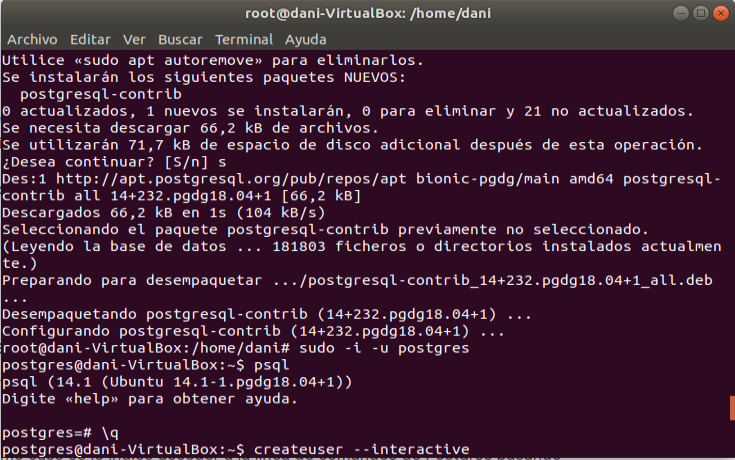 root@dani-VirtualBox: /home/dani
Archivo Editar Ver Buscar Terminal Ayuda
Utilice «sudo apt autoremove» para eliminarlos.
Se instalarán los siguientes paquetes NUEVOS:
postgresql-contrib
0 actualizados, 1 nuevos se instalarán, 0 para eliminar y 21 no actualizados.
Se necesita descargar 66,2 kB de archivos.
Se utilizarán 71,7 kB de espacio de disco adicional después de esta operación.
¿Desea continuar? [S/n] s
Des:1 http://apt.postgresql.org/pub/repos/apt bionic-pgdg/main amd64 postgresql-
contrib all 14+232.pgdg18.04+1 [66,2 kB]
Descargados 66,2 kB en 1s (104 kB/s)
Seleccionando el paquete postgresql-contrib previamente no seleccionado.
(Leyendo la base de datos ... 181803 ficheros o directorios instalados actualmen
te.)
Preparando para desempaquetar .../postgresql-contrib_14+232.pgdg18.04+1_all.deb
...
Desempaquetando postgresql-contrib (14+232.pgdg18.04+1) ...
Configurando postgresql-contrib (14+232.pgdg18.04+1) ...
root@dani-VirtualBox:/home/dani# sudo -i -u postgres
postgres@dani-VirtualBox:~$ psql
psql (14.1 (Ubuntu 14.1-1.pgdg18.04+1))
Digite «help» para obtener ayuda.
postgres=# \q
postgres@dani-VirtualBox:~$ createuser --interactive